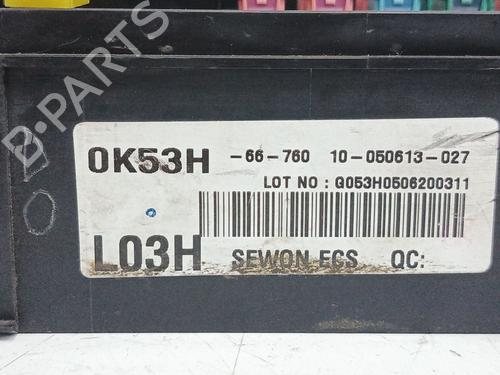 B-PARTS
0K53H -66-760 10-050613-027
LOT NO : Q053H0506200311
L03H SEWON ECS QC: